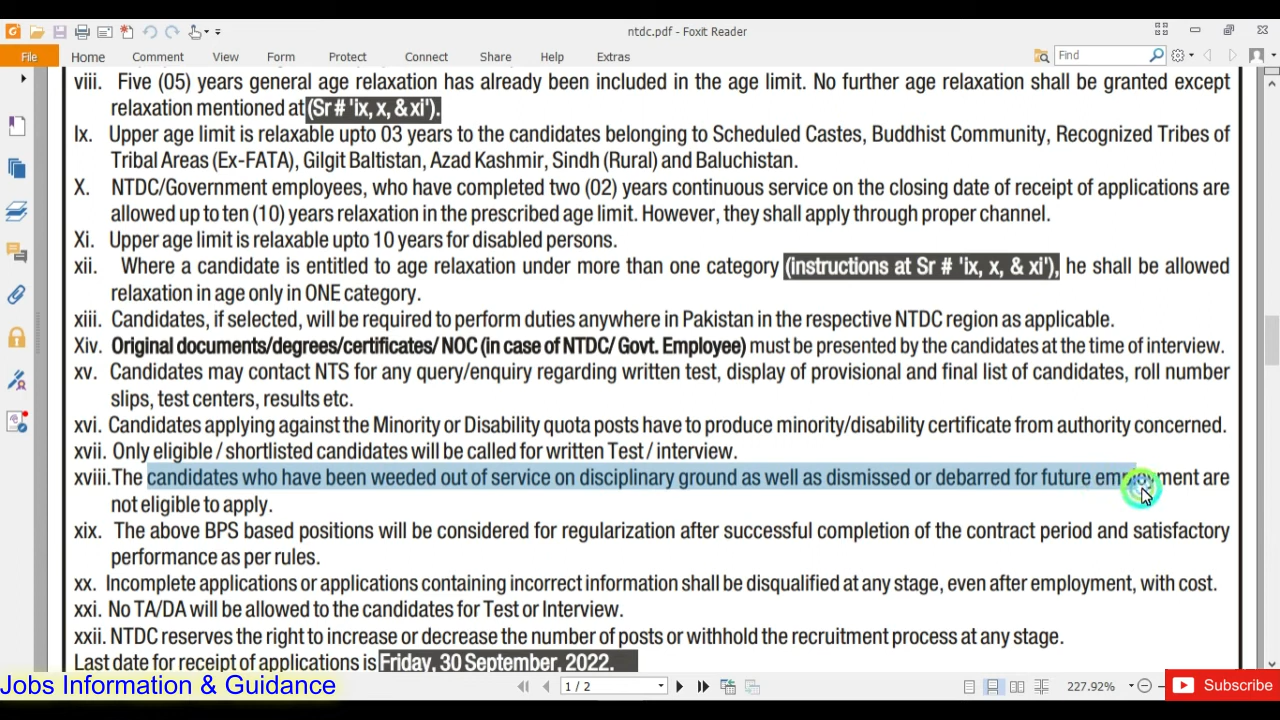 ntdc.pdf - Foxit Reader
File Home Comment View Form Protect Connect Share Help Extras Find
viii. Five (05) years general age relaxation has already been included in the age limit. No further age relaxation shall be granted except
relaxation mentioned at (Sr # 'ix, x, & xi').
Ix. Upper age limit is relaxable upto 03 years to the candidates belonging to Scheduled Castes, Buddhist Community, Recognized Tribes of
Tribal Areas (Ex-FATA), Gilgit Baltistan, Azad Kashmir, Sindh (Rural) and Baluchistan.
X. NTDC/Government employees, who have completed two (02) years continuous service on the closing date of receipt of applications are
allowed up to ten (10) years relaxation in the prescribed age limit. However, they shall apply through proper channel.
Xi. Upper age limit is relaxable upto 10 years for disabled persons.
xii. Where a candidate is entitled to age relaxation under more than one category (instructions at Sr # 'ix, x, & xi'), he shall be allowed
relaxation in age only in ONE category.
xiii. Candidates, if selected, will be required to perform duties anywhere in Pakistan in the respective NTDC region as applicable.
Xiv. Original documents/degrees/certificates/ NOC (in case of NTDC/ Govt. Employee) must be presented by the candidates at the time of interview.
xv. Candidates may contact NTS for any query/enquiry regarding written test, display of provisional and final list of candidates, roll number
slips, test centers, results etc.
xvi. Candidates applying against the Minority or Disability quota posts have to produce minority/disability certificate from authority concerned.
xvii. Only eligible / shortlisted candidates will be called for written Test / interview.
xviii. The candidates who have been weeded out of service on disciplinary ground as well as dismissed or debarred for future employment are
not eligible to apply.
xix. The above BPS based positions will be considered for regularization after successful completion of the contract period and satisfactory
performance as per rules.
xx. Incomplete applications or applications containing incorrect information shall be disqualified at any stage, even after employment, with cost.
xxi. No TA/DA will be allowed to the candidates for Test or Interview.
xxii. NTDC reserves the right to increase or decrease the number of posts or withhold the recruitment process at any stage.
Last date for receipt of applications is Friday, 30 September, 2022.
Jobs Information & Guidance 1 / 2 227.92% Subscribe